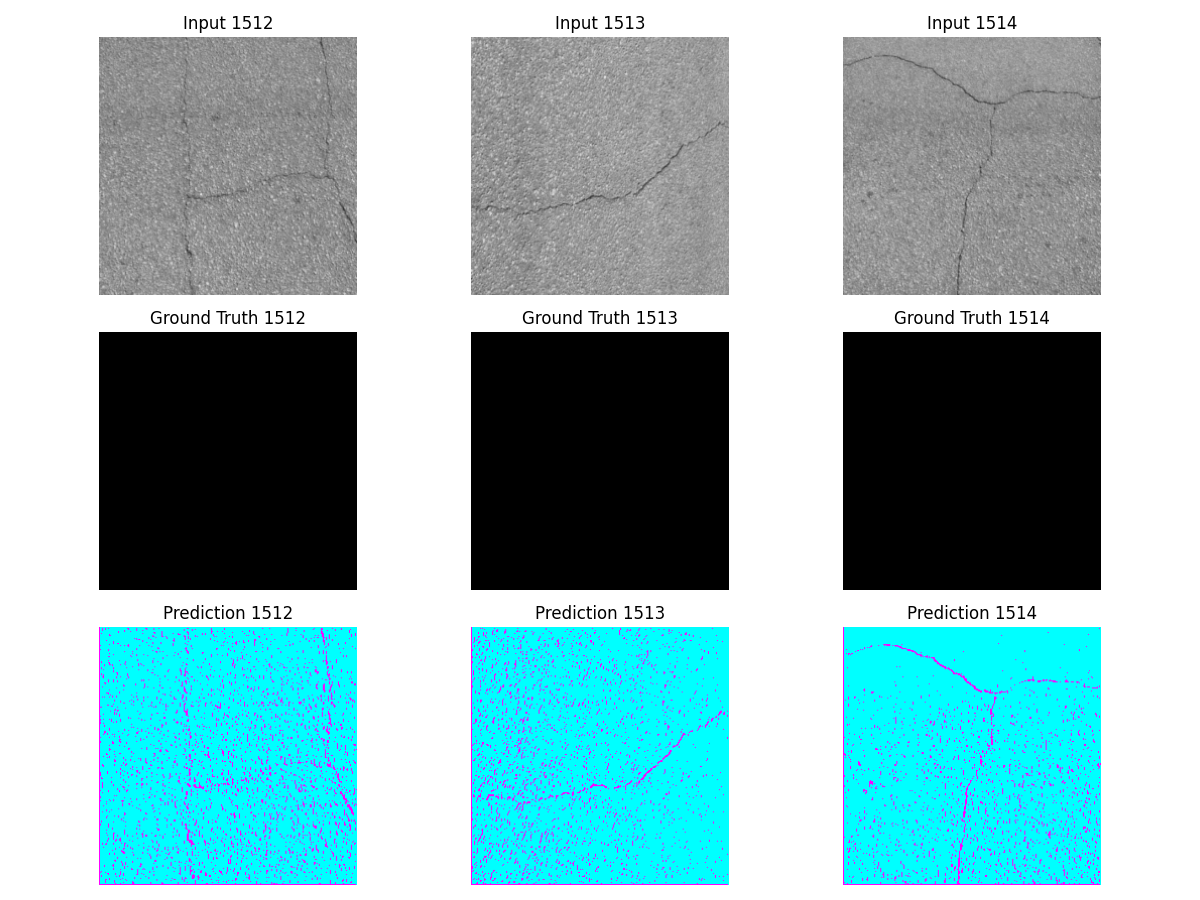 Input 1512
Input 1513
Input 1514
Ground Truth 1512
Ground Truth 1513
Ground Truth 1514
Prediction 1512
Prediction 1513
Prediction 1514